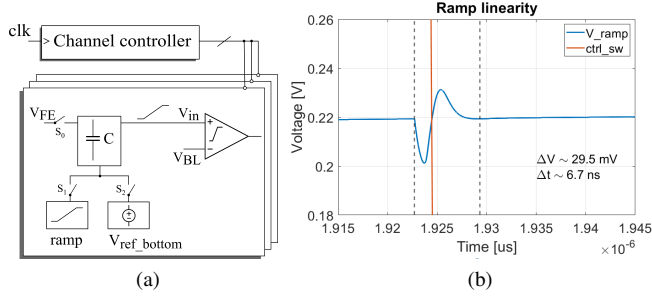 clk
Channel controller
V_FE
S_0
C
V_in
V_BL
S_1
S_2
ramp
V_ref_bottom
(a)
Ramp linearity
V_ramp
ctrl_sw
Voltage [V]
0.26
0.24
0.22
0.2
0.18
ΔV ~ 29.5 mV
Δt ~ 6.7 ns
1.915 1.92 1.925 1.93 1.935 1.94 1.945
Time [us]
×10⁻⁶
(b)